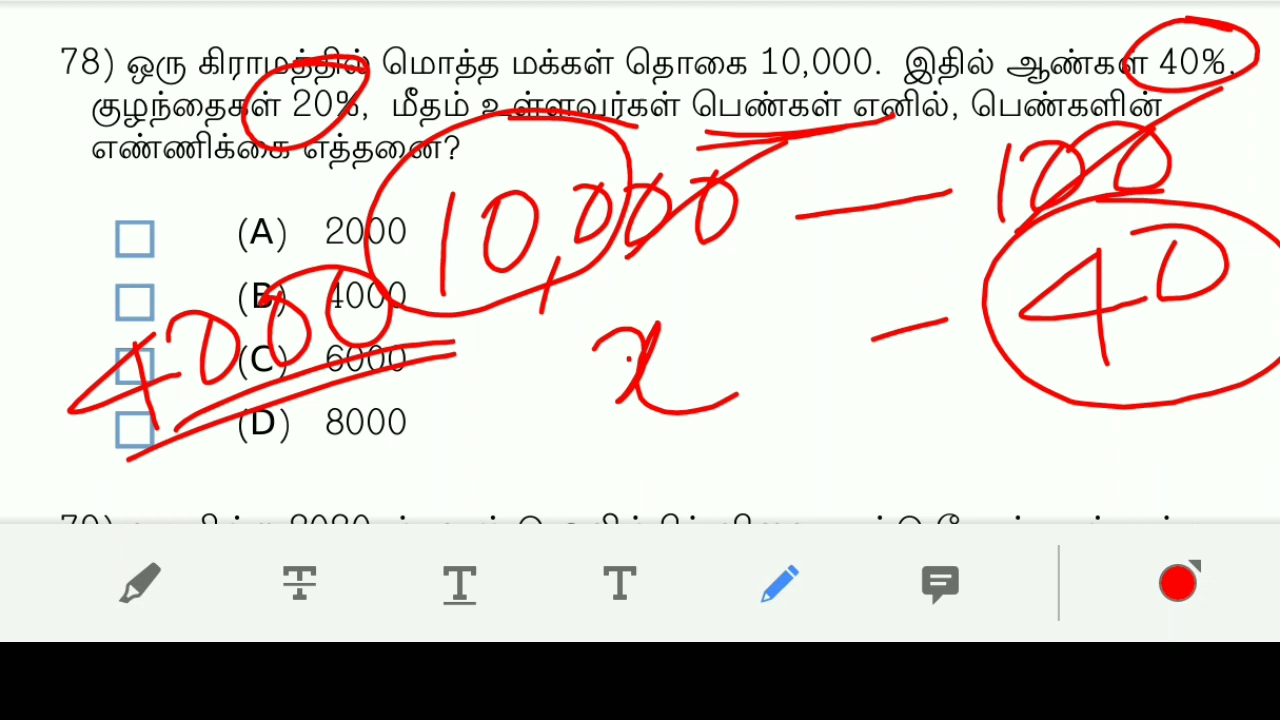 78) ஒரு கிராமத்தில் மொத்த மக்கள் தொகை 10,000. இதில் ஆண்கள் 40%.
குழந்தைகள் 20%, மீதம் உள்ளவர்கள் பெண்கள் எனில், பெண்களின்
எண்ணிக்கை எத்தனை?
(A) 2000
(B) 4000
(C) 6000
(D) 8000
10,000 — 100
x — 40
4000